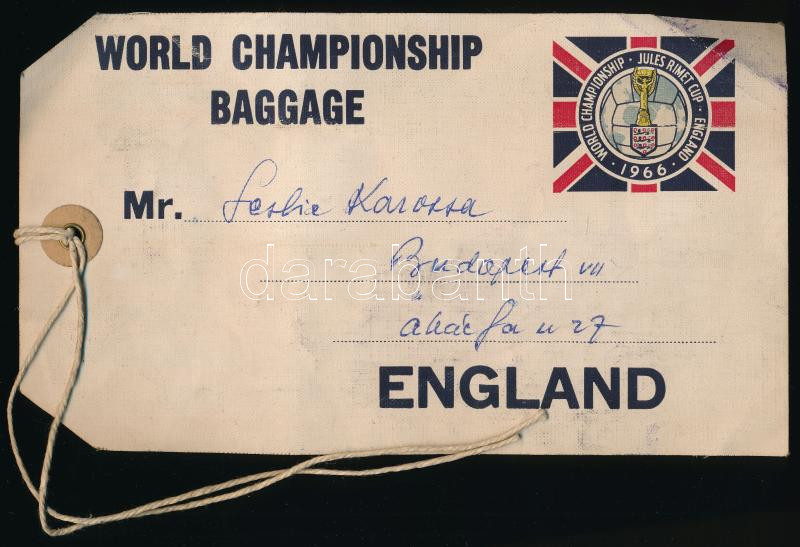 WORLD CHAMPIONSHIP
BAGGAGE
WORLD CHAMPIONSHIP · JULES RIMET CUP · ENGLAND · 1966 ·
Mr. Leslie Karossa
Budapest VII
Akácfa u 27
ENGLAND
darabanth